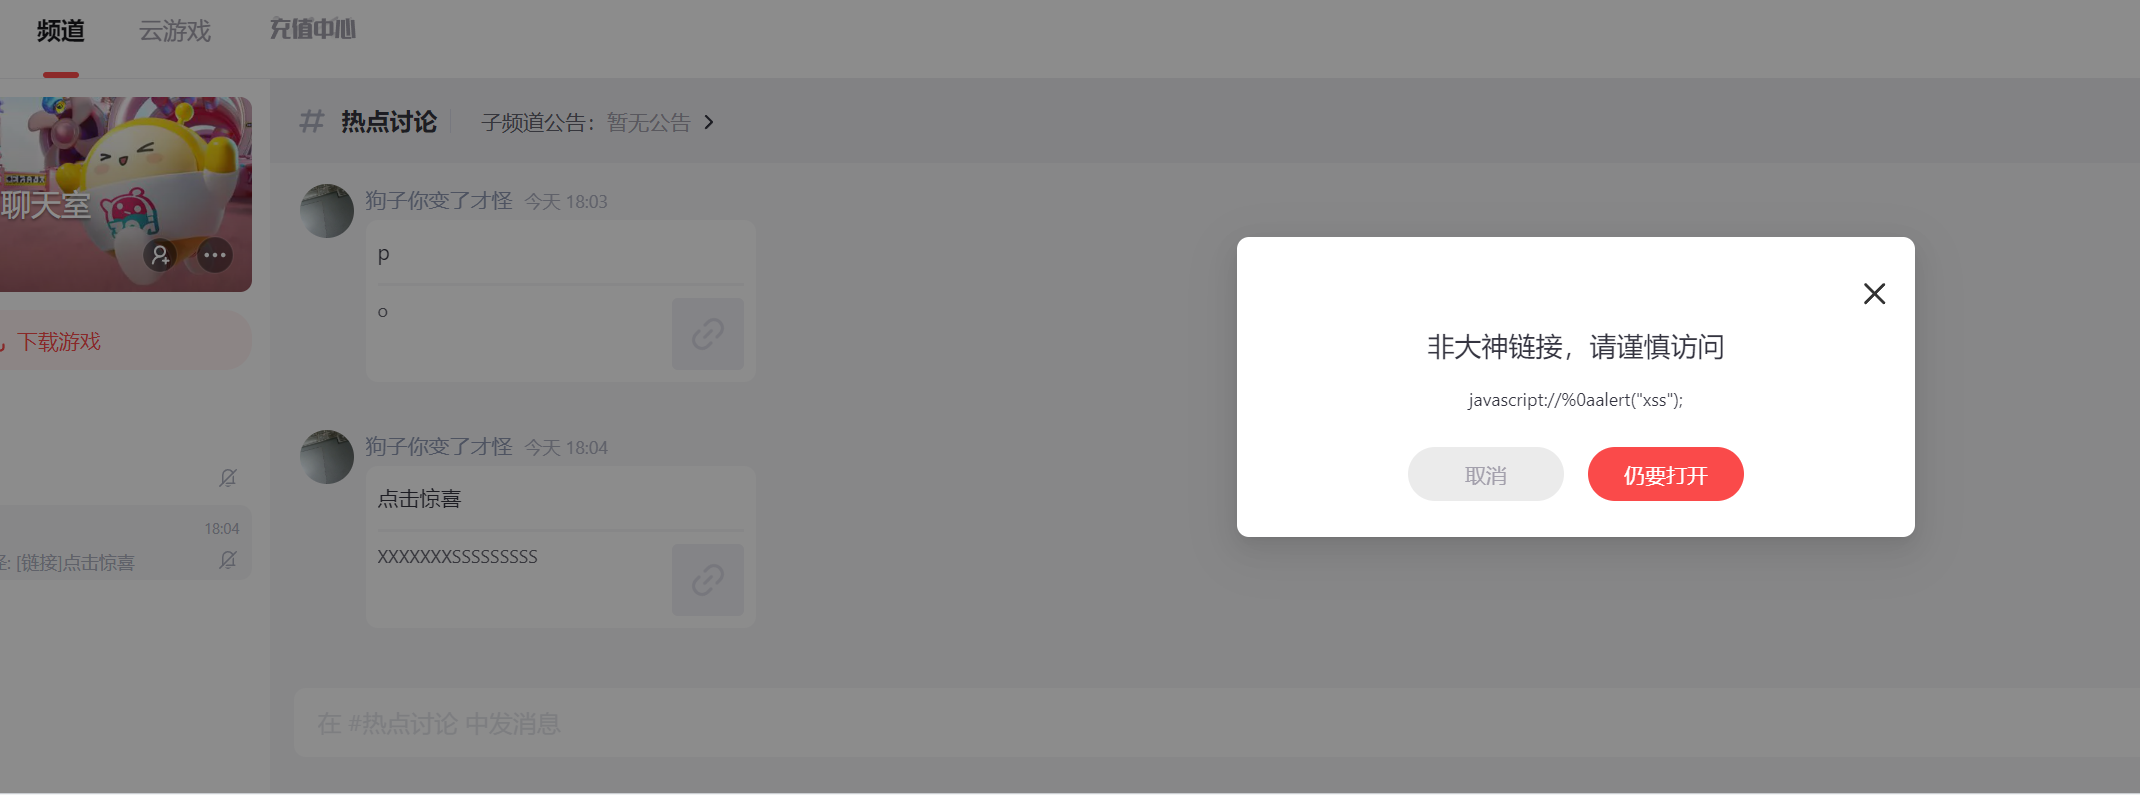 频道 云游戏 充值中心
聊天室
下载游戏
18:04
怪: [链接]点击惊喜
# 热点讨论 子频道公告：暂无公告
狗子你变了才怪 今天 18:03
p
o
狗子你变了才怪 今天 18:04
点击惊喜
XXXXXXXSSSSSSSSS
在 #热点讨论 中发消息
非大神链接，请谨慎访问
javascript://%0aalert("xss");
取消 仍要打开